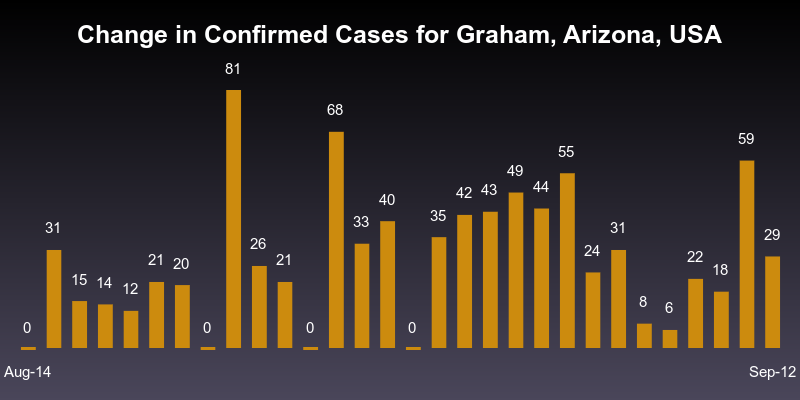 Change in Confirmed Cases for Graham, Arizona, USA
0 31 15 14 12 21 20 0 81 26 21 0 68 33 40 0 35 42 43 49 44 55 24 31 8 6 22 18 59 29
Aug-14 Sep-12